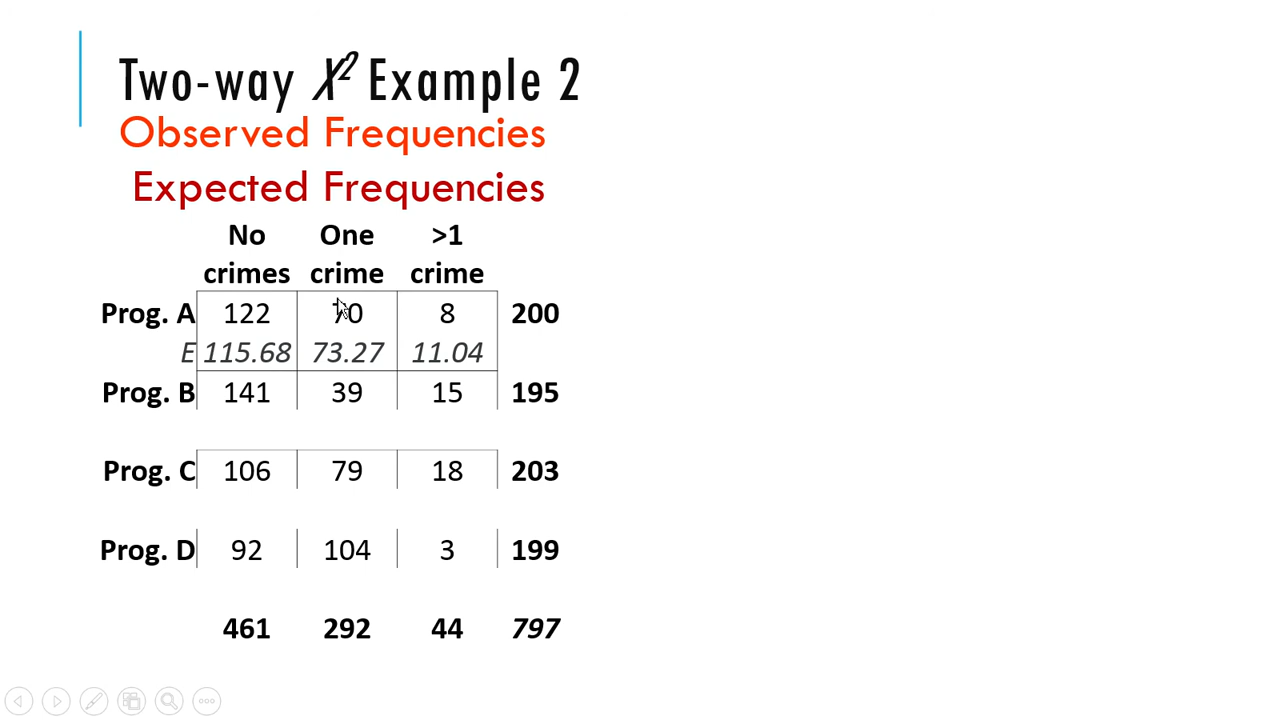 Two-way X² Example 2
Observed Frequencies
Expected Frequencies
No One >1
crimes crime crime
Prog. A 122 70 8 200
E 115.68 73.27 11.04
Prog. B 141 39 15 195
Prog. C 106 79 18 203
Prog. D 92 104 3 199
461 292 44 797